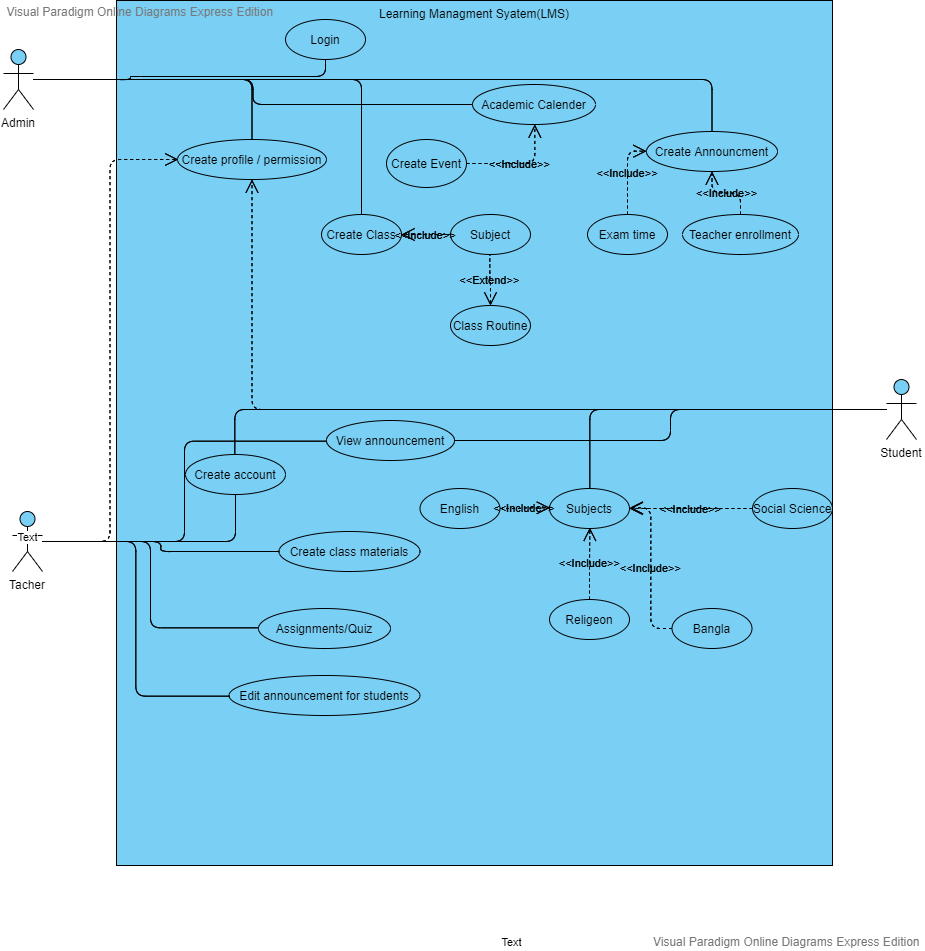 Visual Paradigm Online Diagrams Express Edition
Learning Managment Syatem(LMS)
Login
Admin
Academic Calender
Create profile / permission
Create Event
<<Include>>
Create Announcment
<<Include>>
<<Include>>
Create Class
<<Include>>
Subject
Exam time
Teacher enrollment
<<Extend>>
Class Routine
Student
View announcement
Create account
English
<<Include>>
Subjects
<<Include>>
Social Science
Text
Tacher
Create class materials
<<Include>>
<<Include>>
Religeon
Bangla
Assignments/Quiz
Edit announcement for students
Text
Visual Paradigm Online Diagrams Express Edition